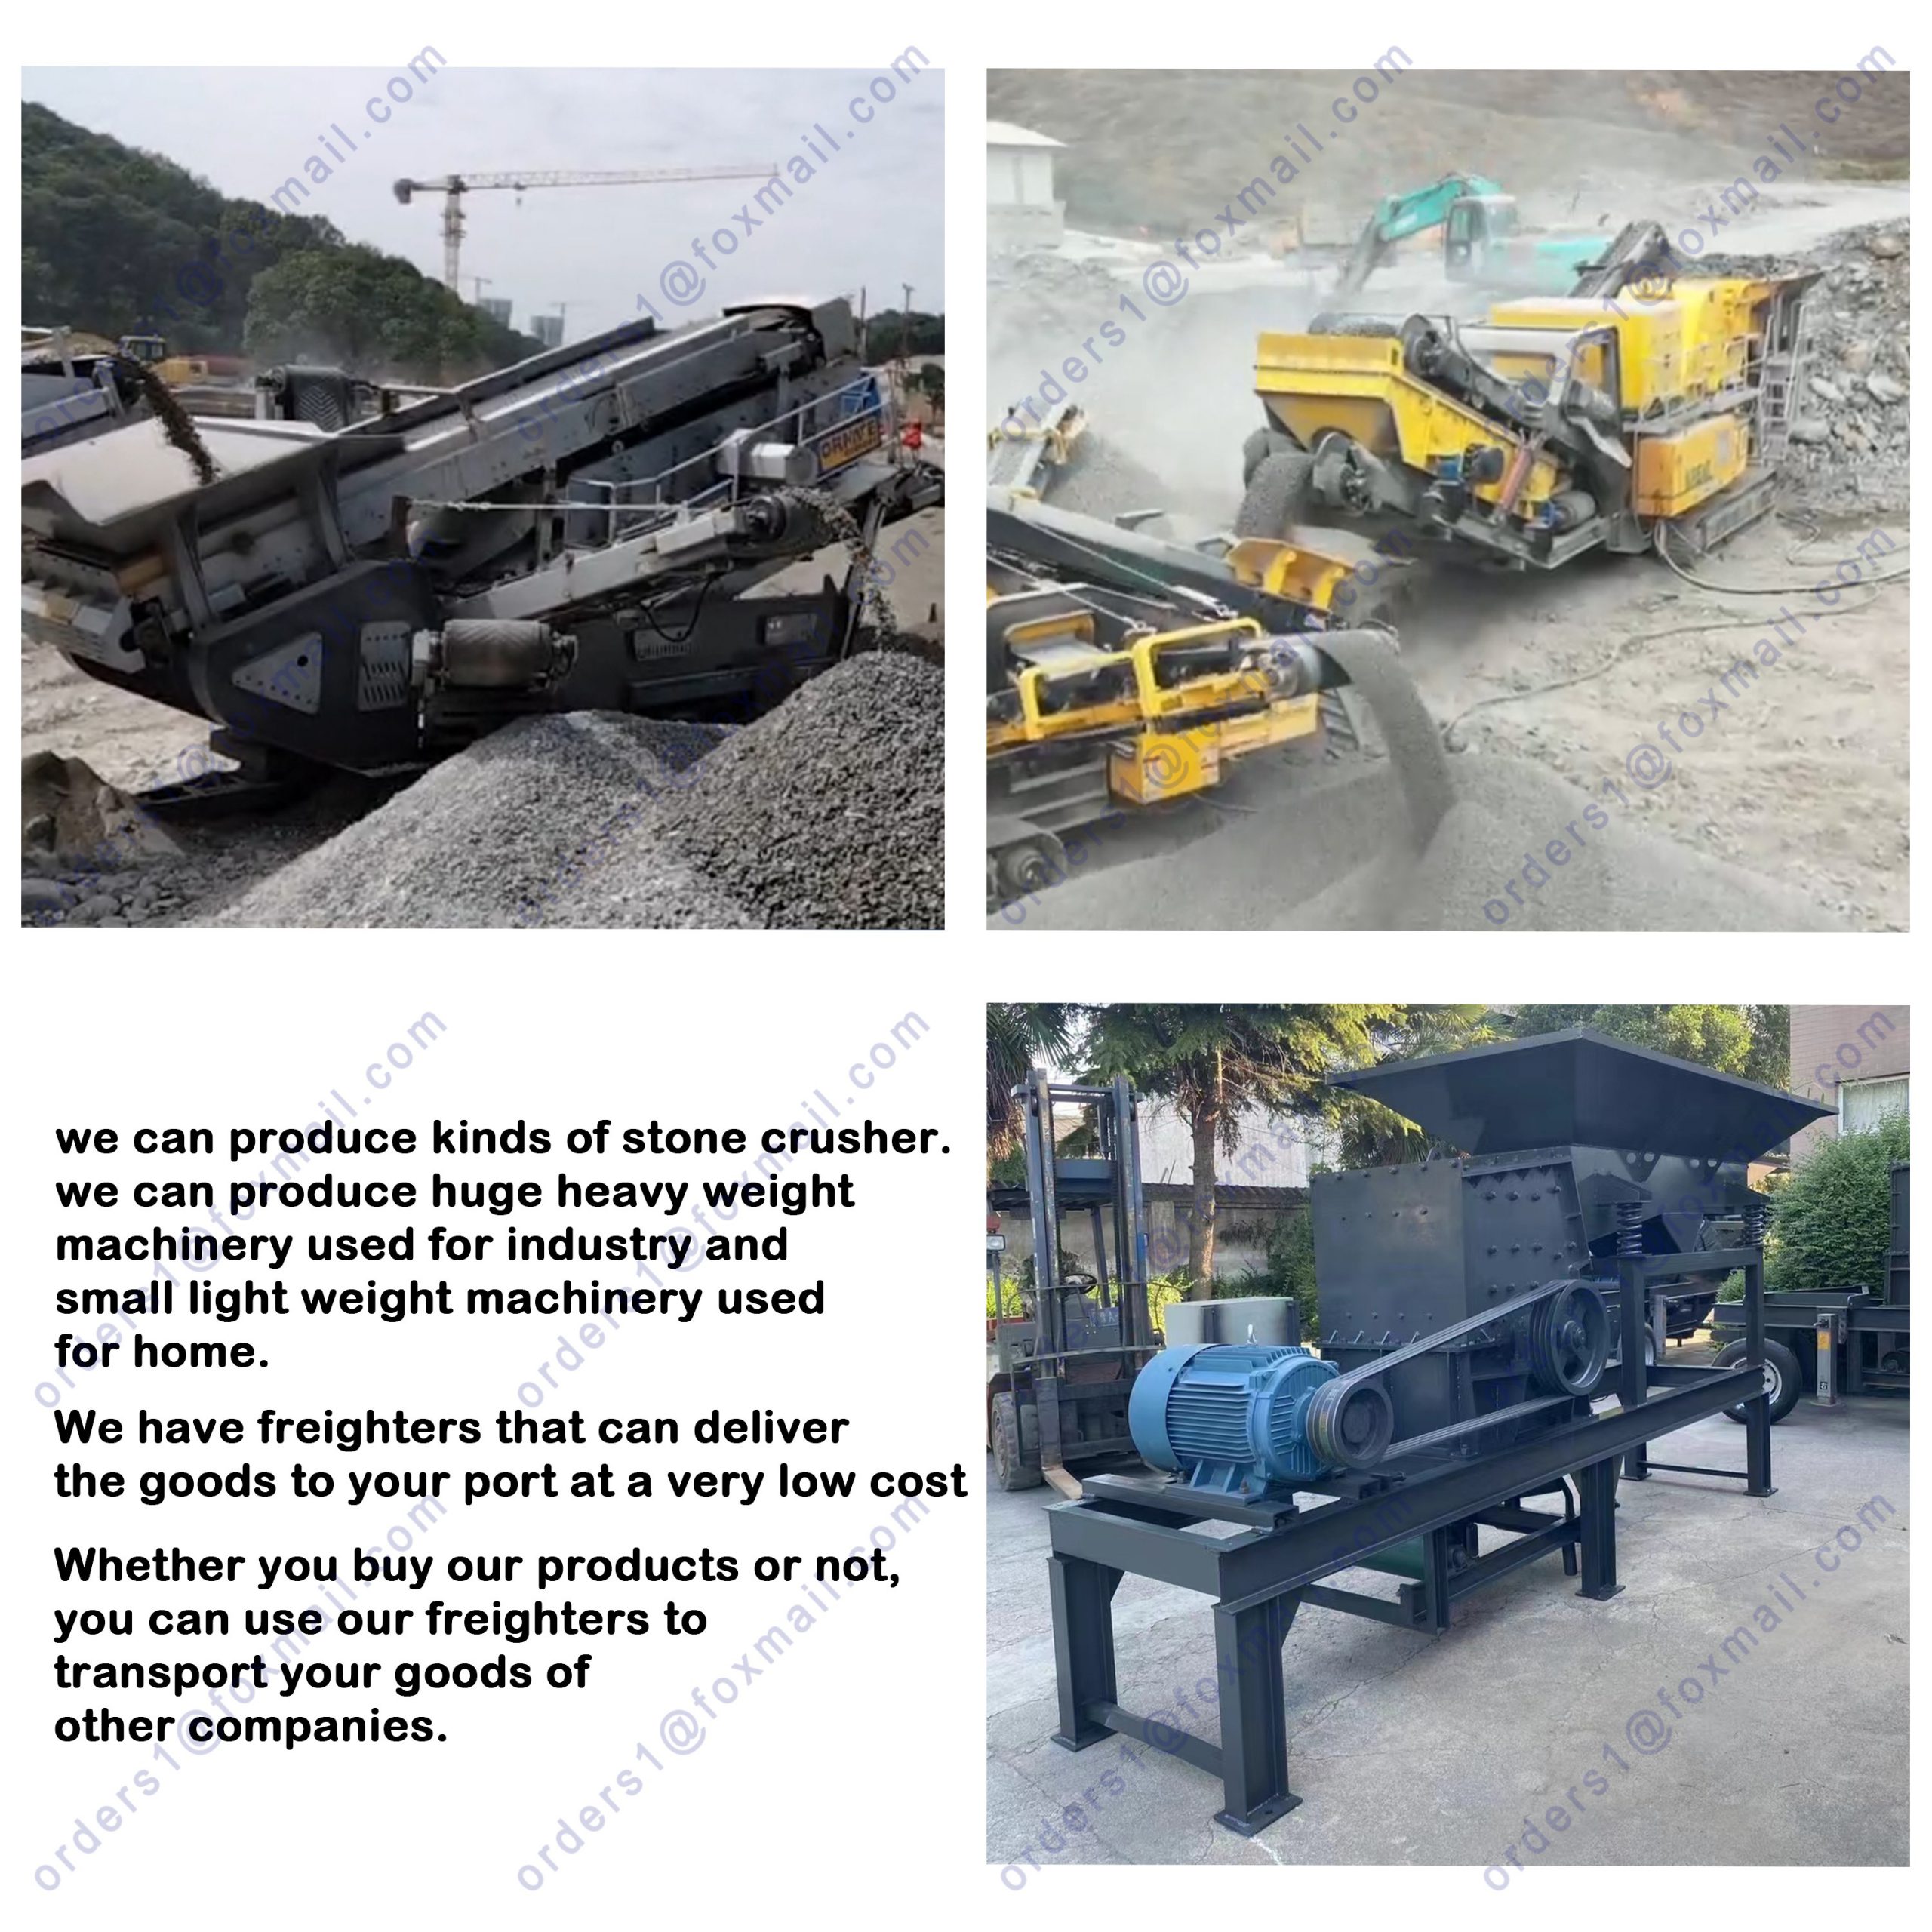 orders1@foxmail.com
we can produce kinds of stone crusher.
we can produce huge heavy weight
machinery used for industry and
small light weight machinery used
for home.
We have freighters that can deliver
the goods to your port at a very low cost
Whether you buy our products or not,
you can use our freighters to
transport your goods of
other companies.